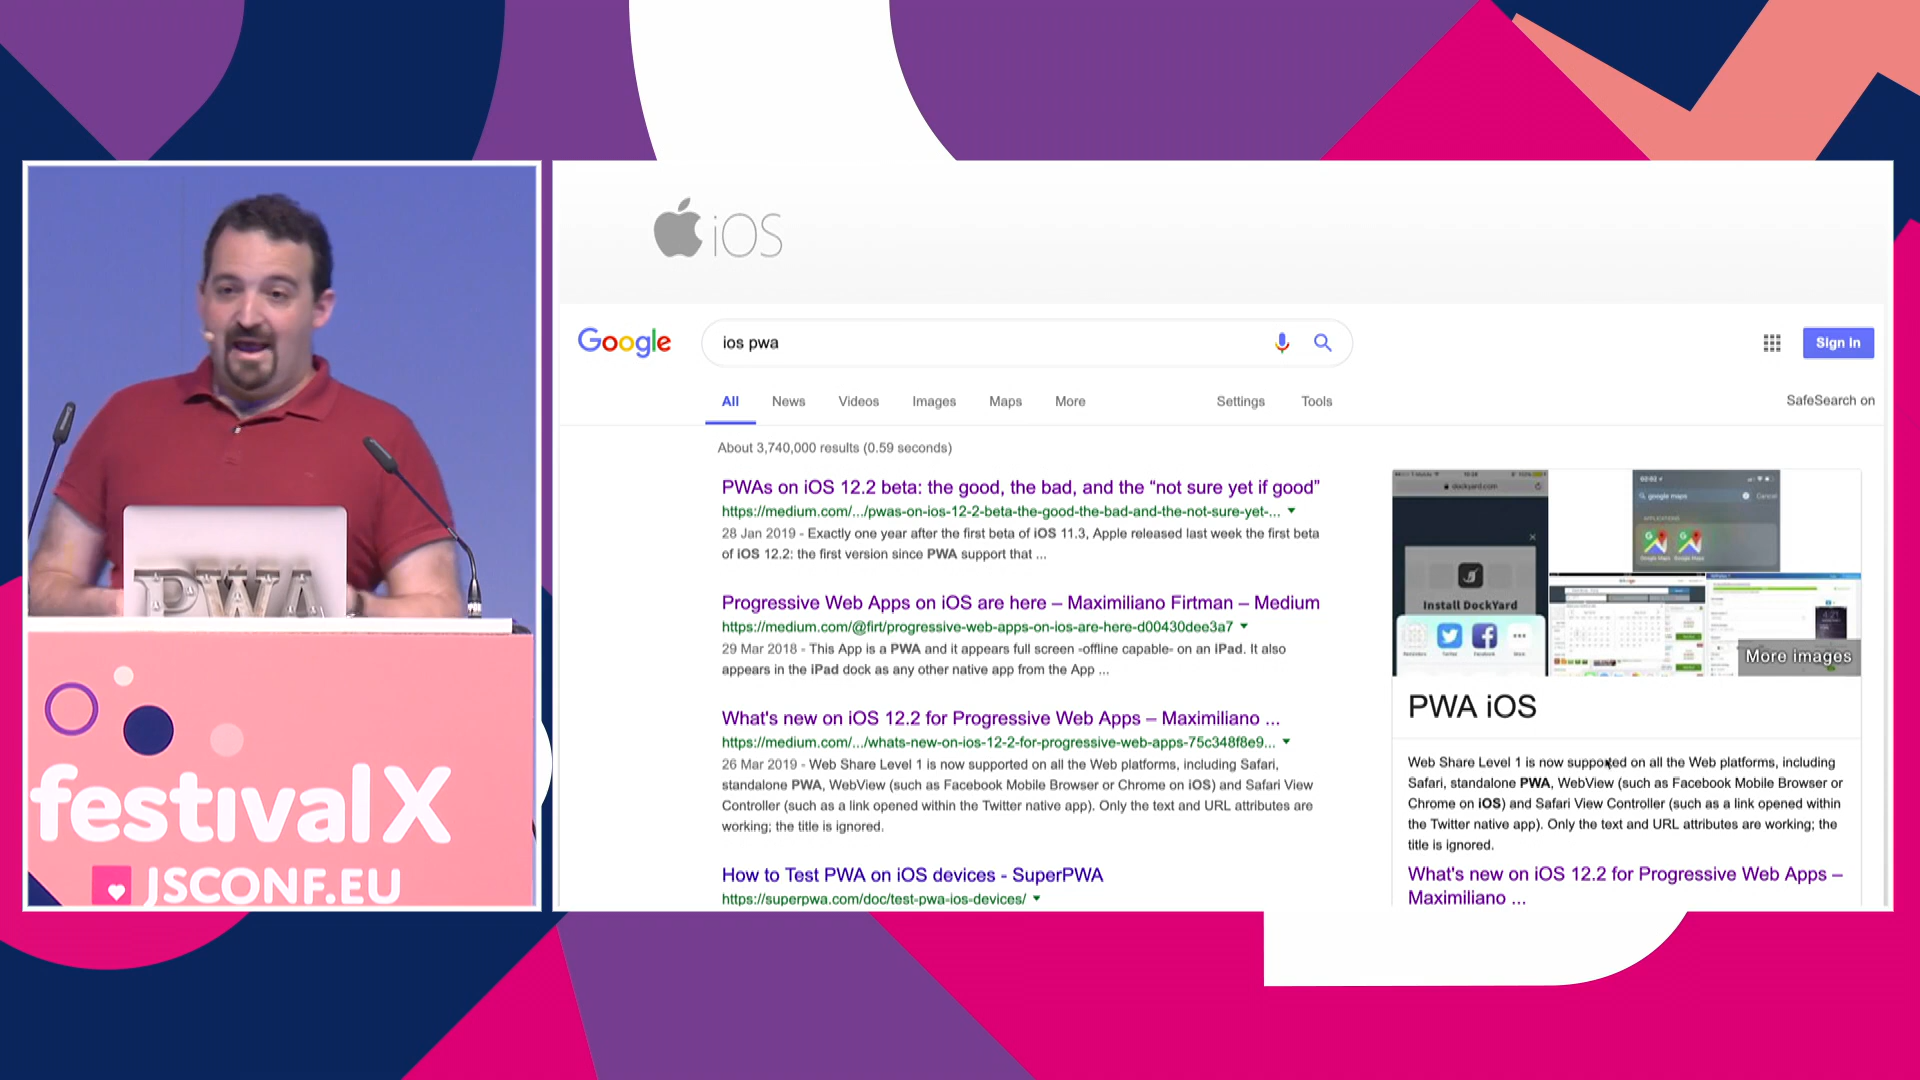 iOS
Google
ios pwa
Sign In
All
News
Videos
Images
Maps
More
Settings
Tools
SafeSearch on
About 3,740,000 results (0.59 seconds)
PWAs on iOS 12.2 beta: the good, the bad, and the “not sure yet if good”
https://medium.com/.../pwas-on-ios-12-2-beta-the-good-the-bad-and-the-not-sure-yet-...
28 Jan 2019 - Exactly one year after the first beta of iOS 11.3, Apple released last week the first beta
of iOS 12.2: the first version since PWA support that ...
Progressive Web Apps on iOS are here – Maximiliano Firtman – Medium
https://medium.com/@firt/progressive-web-apps-on-ios-are-here-d00430dee3a7
29 Mar 2018 - This App is a PWA and it appears full screen -offline capable- on an iPad. It also
appears in the iPad dock as any other native app from the App ...
What's new on iOS 12.2 for Progressive Web Apps – Maximiliano ...
https://medium.com/.../whats-new-on-ios-12-2-for-progressive-web-apps-75c348f8e9...
26 Mar 2019 - Web Share Level 1 is now supported on all the Web platforms, including Safari,
standalone PWA, WebView (such as Facebook Mobile Browser or Chrome on iOS) and Safari View
Controller (such as a link opened within the Twitter native app). Only the text and URL attributes are
working; the title is ignored.
How to Test PWA on iOS devices - SuperPWA
https://superpwa.com/doc/test-pwa-ios-devices/
dockyard.com
Install DockYard
google maps
Cancel
More images
PWA iOS
Web Share Level 1 is now supported on all the Web platforms, including
Safari, standalone PWA, WebView (such as Facebook Mobile Browser or
Chrome on iOS) and Safari View Controller (such as a link opened within
the Twitter native app). Only the text and URL attributes are working; the
title is ignored.
What's new on iOS 12.2 for Progressive Web Apps –
Maximiliano ...
PWA
festivalX
JSCONF.EU